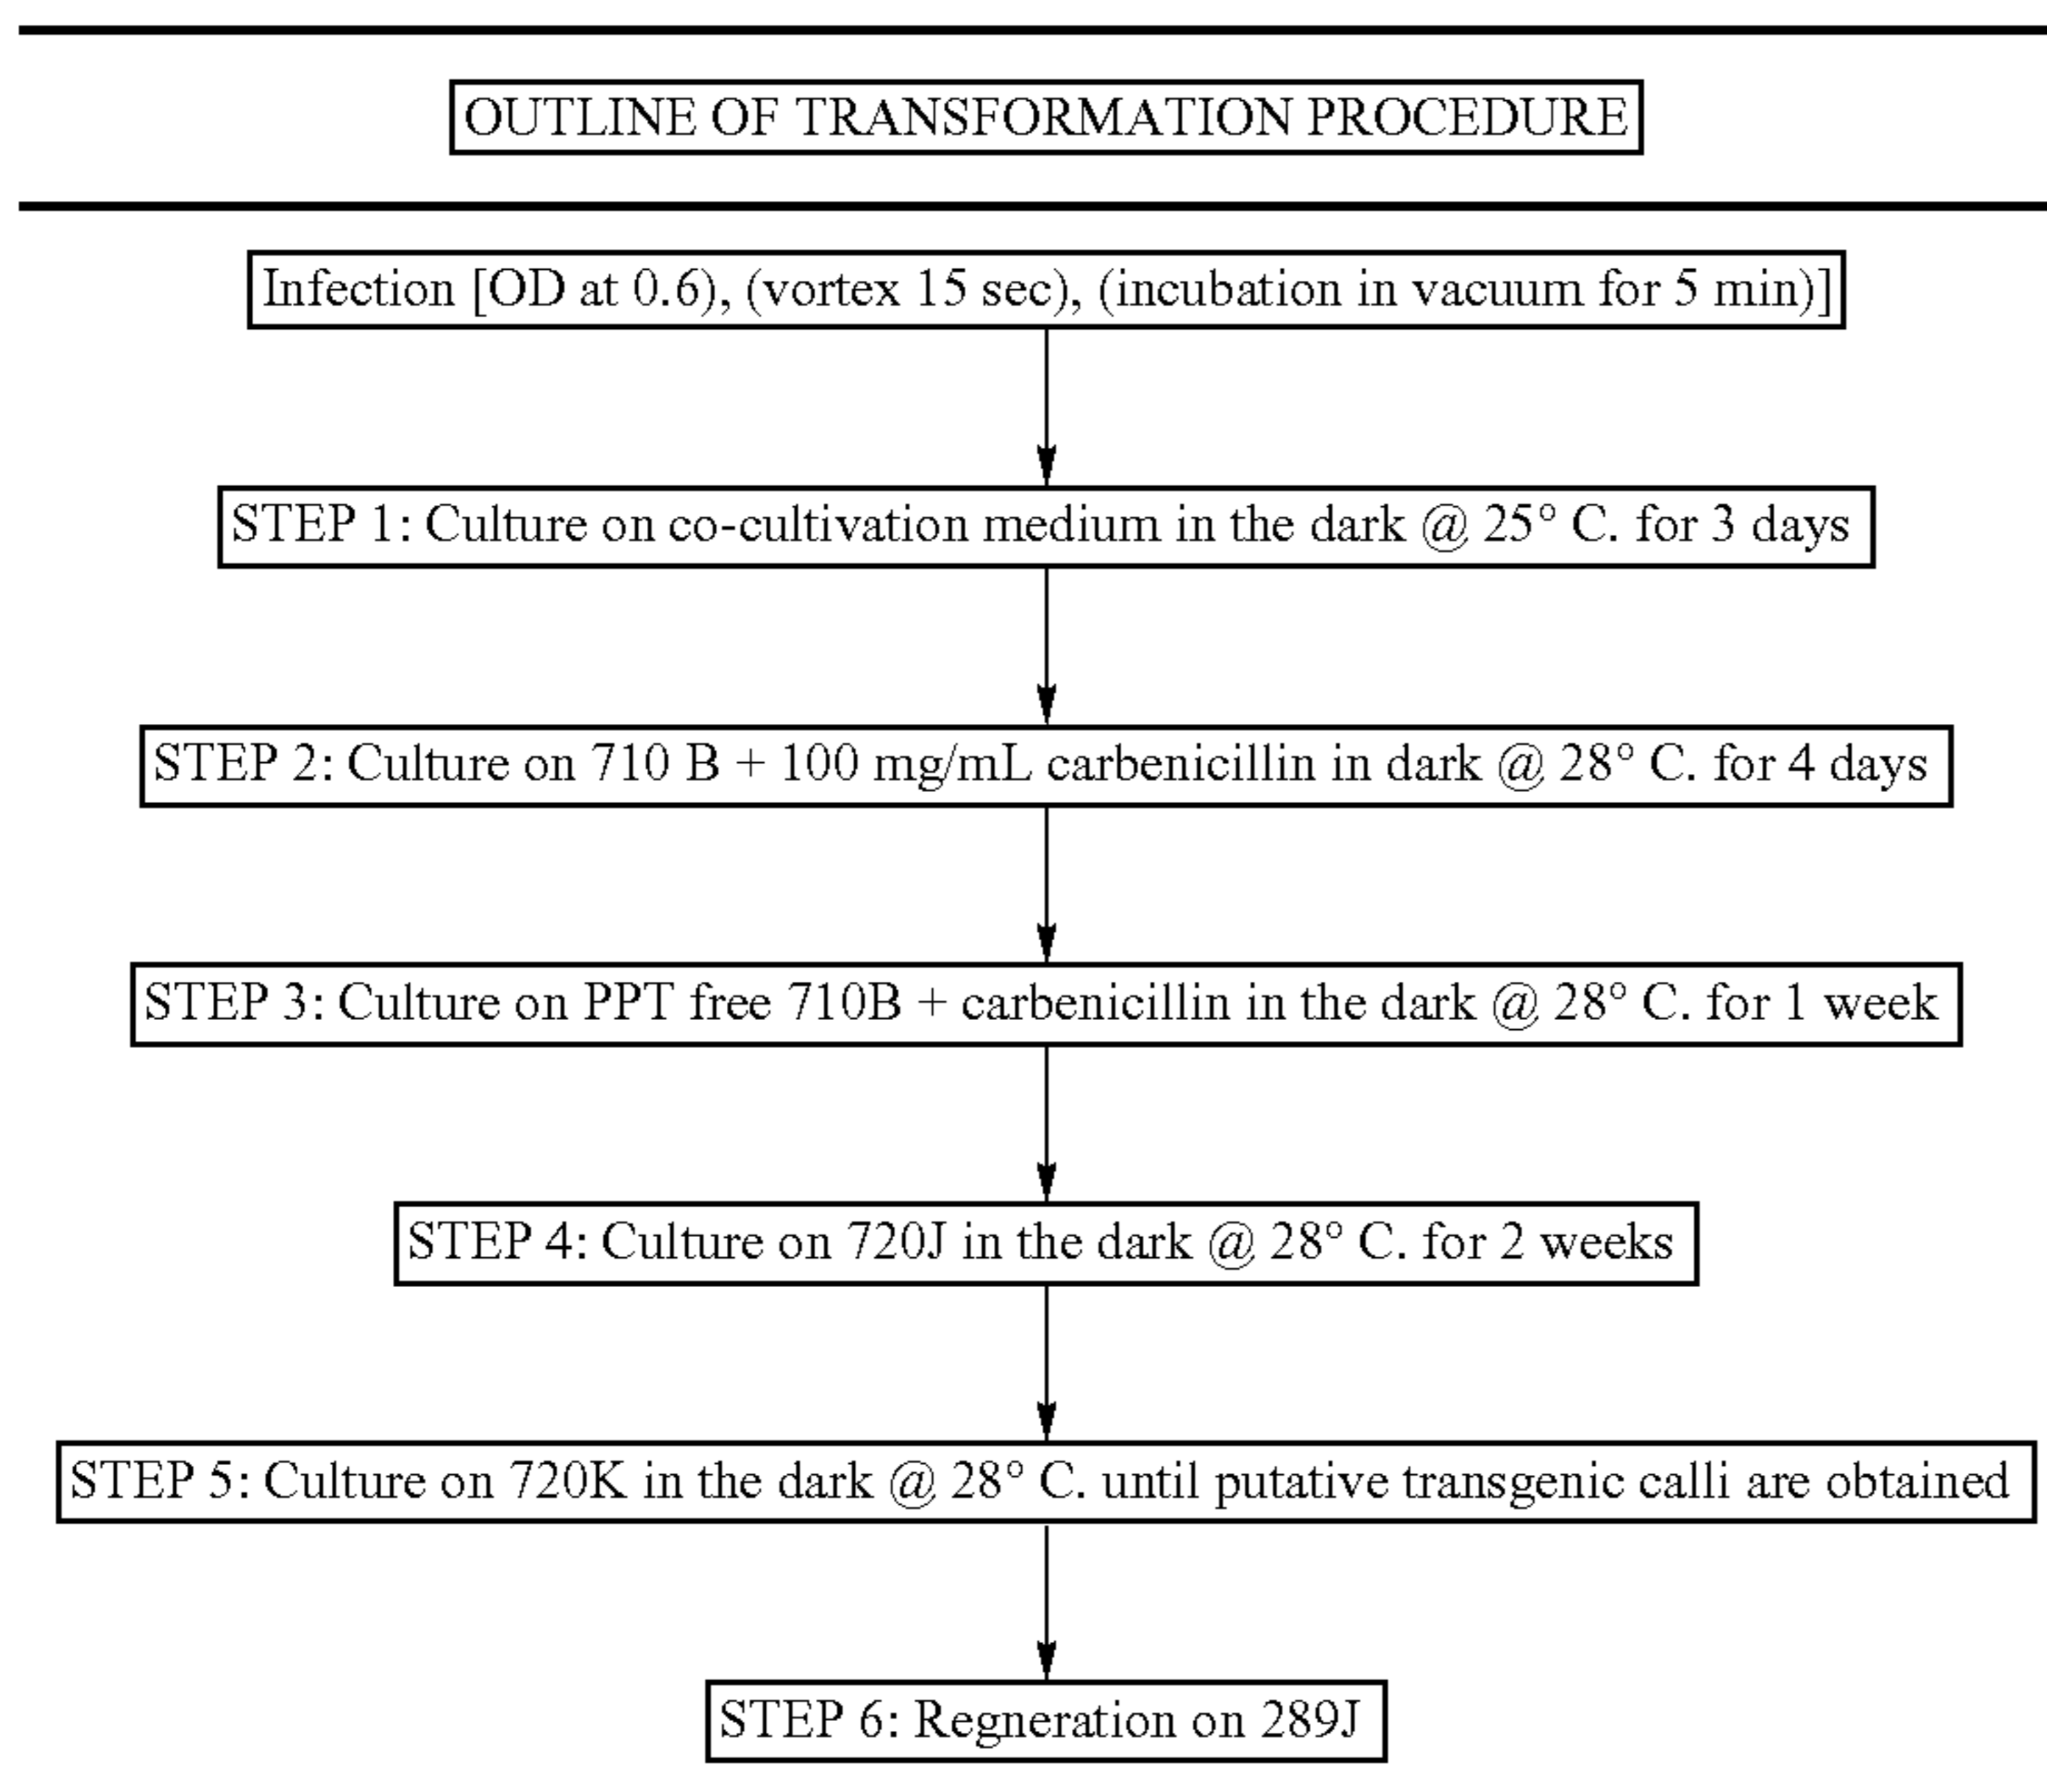 OUTLINE OF TRANSFORMATION PROCEDURE
Infection [OD at 0.6), (vortex 15 sec), (incubation in vacuum for 5 min)]
STEP 1: Culture on co-cultivation medium in the dark @ 25° C. for 3 days
STEP 2: Culture on 710 B + 100 mg/mL carbenicillin in dark @ 28° C. for 4 days
STEP 3: Culture on PPT free 710B + carbenicillin in the dark @ 28° C. for 1 week
STEP 4: Culture on 720J in the dark @ 28° C. for 2 weeks
STEP 5: Culture on 720K in the dark @ 28° C. until putative transgenic calli are obtained
STEP 6: Regneration on 289J